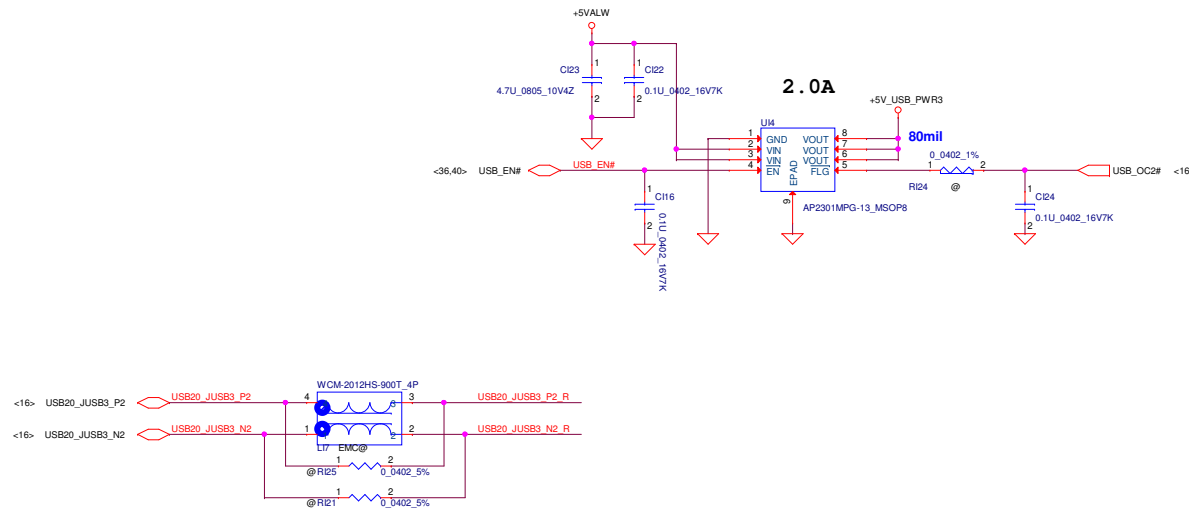 +5VALW
CI23
1
4.7U_0805_10V4Z
2
CI22
1
0.1U_0402_16V7K
2
2.0A
+5V_USB_PWR3
80mil
UI4
1 GND VOUT 8
2 VIN VOUT 7
3 VIN VOUT 6
4 EN FLG 5
EPAD
9
AP2301MPG-13_MSOP8
<36,40> USB_EN# USB_EN#
1
CI16
2
0.1U_0402_16V7K
0_0402_1%
1 2
RI24 @
USB_OC2# <16
1
CI24
0.1U_0402_16V7K
2
WCM-2012HS-900T_4P
<16> USB20_JUSB3_P2 USB20_JUSB3_P2 4 3 3 USB20_JUSB3_P2_R
<16> USB20_JUSB3_N2 USB20_JUSB3_N2 1 2 2 USB20_JUSB3_N2_R
LI7 EMC@
1 2
@RI25 0_0402_5%
1 2
@RI21 0_0402_5%